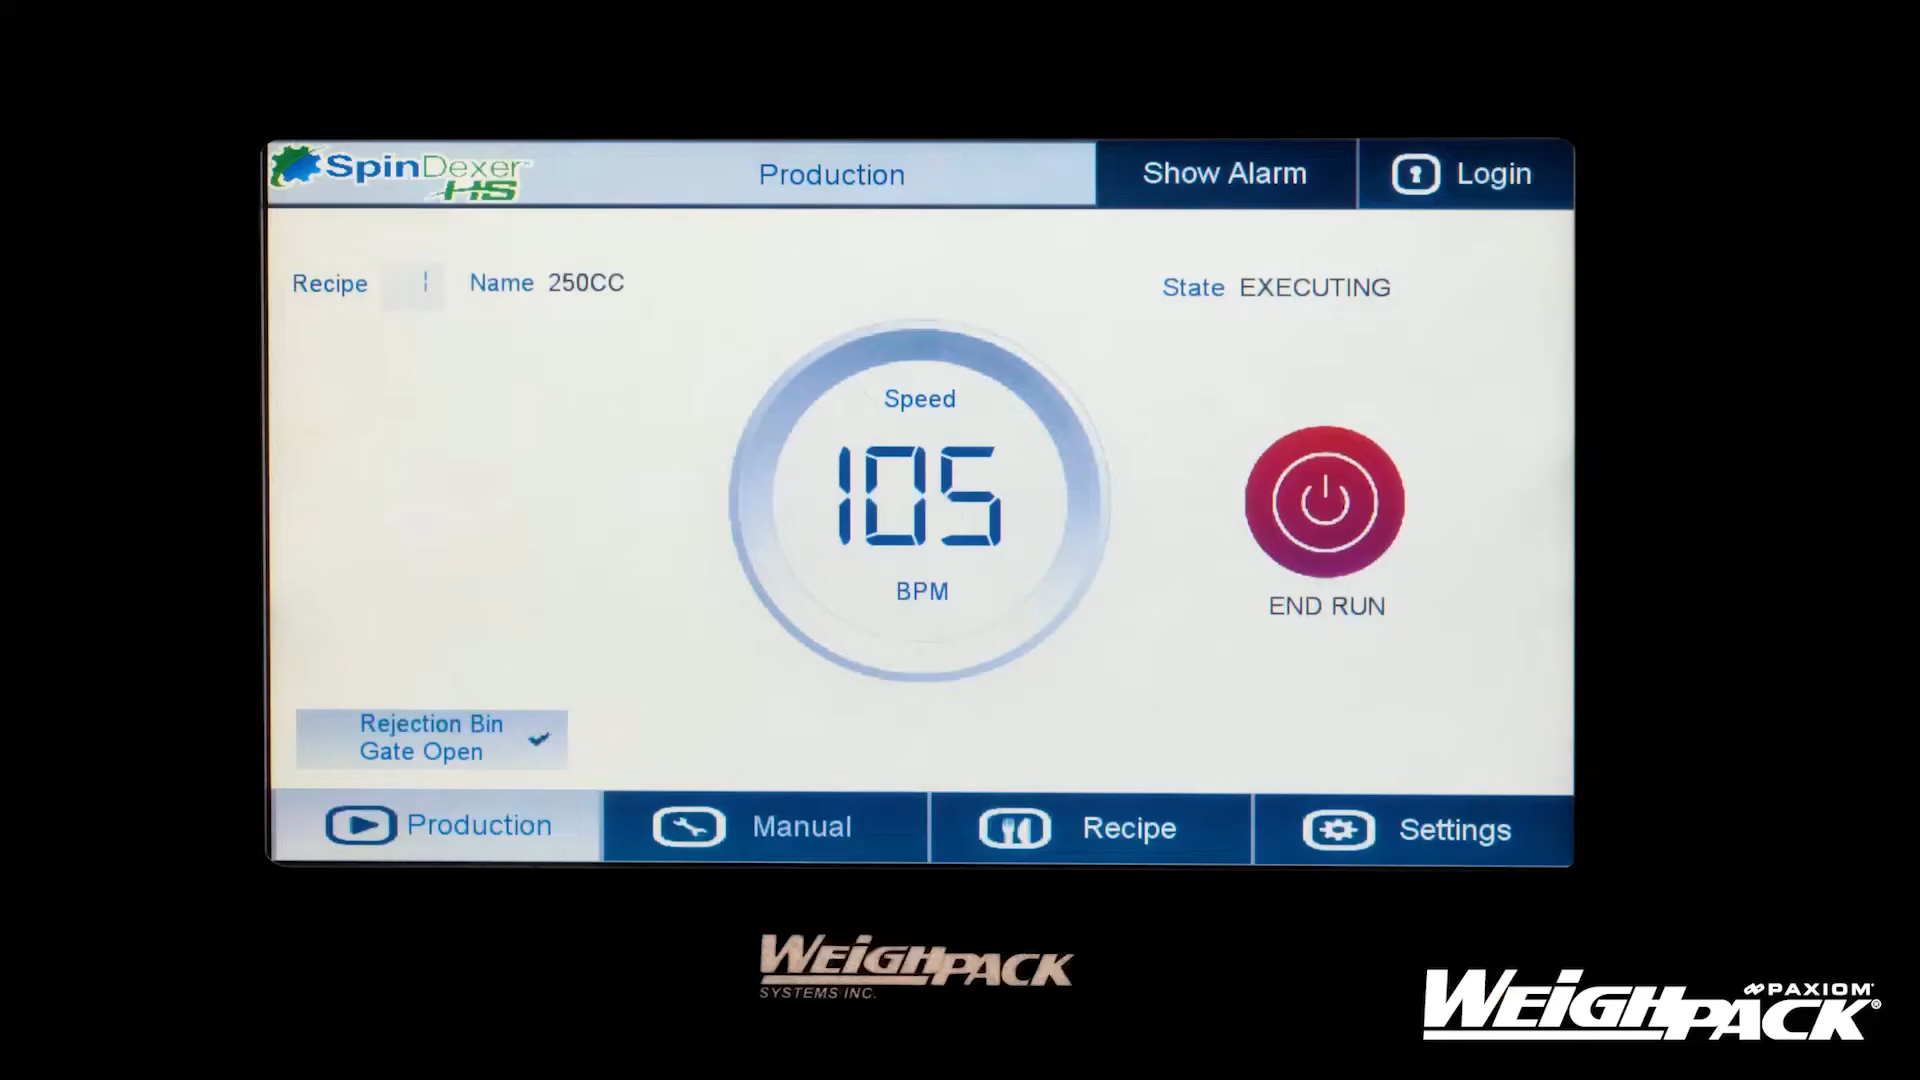 SpinDexer HS
Production
Show Alarm
Login
Recipe 1 Name 250CC
State EXECUTING
Speed
105
BPM
END RUN
Rejection Bin
Gate Open
Production
Manual
Recipe
Settings
WEIGHPACK
SYSTEMS INC.
PAXIOM
WEIGHPACK®